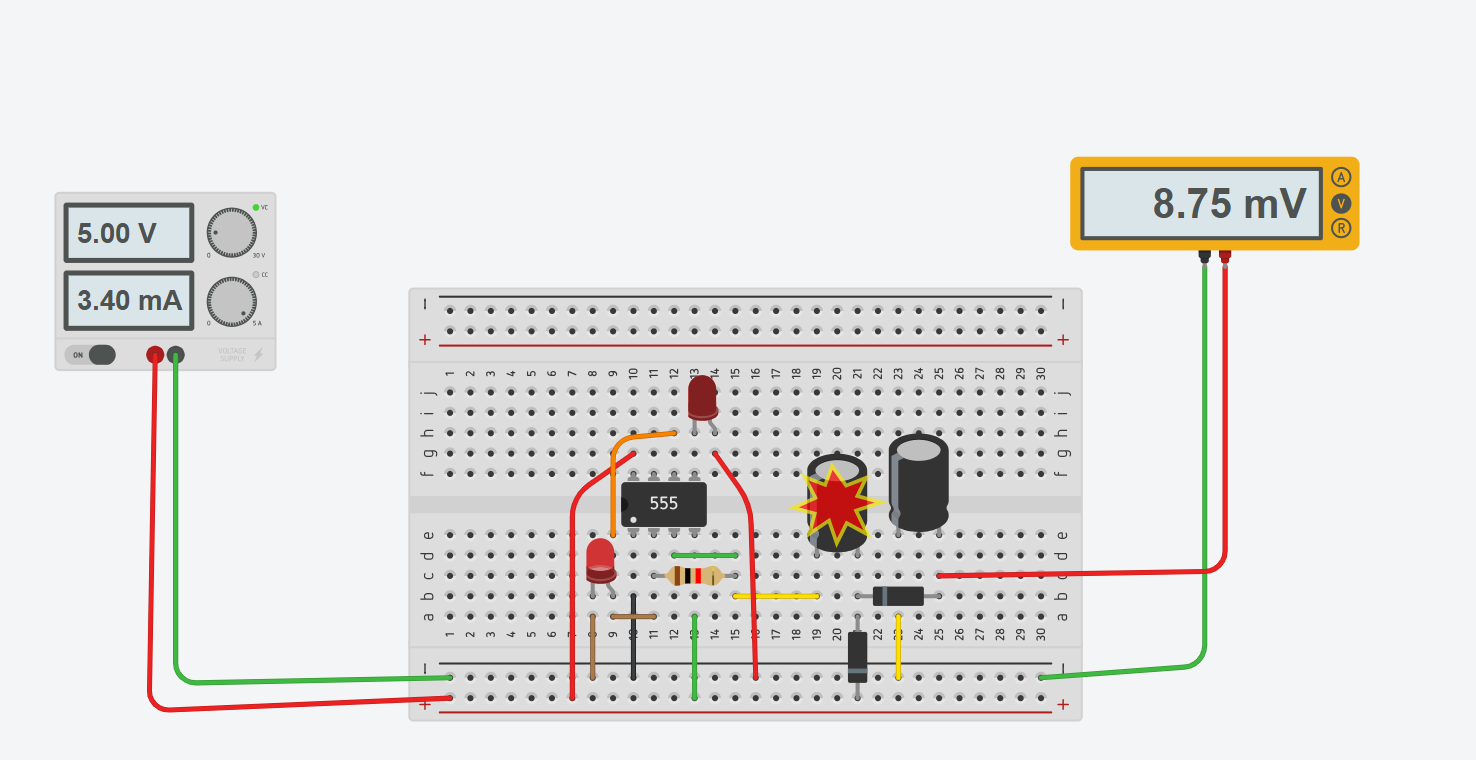 5.00 V
VC
0 30 V
3.40 mA
CC
0 5 A
ON
VOLTAGE
SUPPLY
8.75 mV
A
V
R
- -
+ +
1 2 3 4 5 6 7 8 9 10 11 12 13 14 15 16 17 18 19 20 21 22 23 24 25 26 27 28 29 30
j j
i i
h h
g g
f f
555
e e
d d
c c
b b
a a
1 2 3 4 5 6 7 8 9 10 11 12 13 14 15 16 17 18 19 20 21 22 23 24 25 26 27 28 29 30
- -
+ +